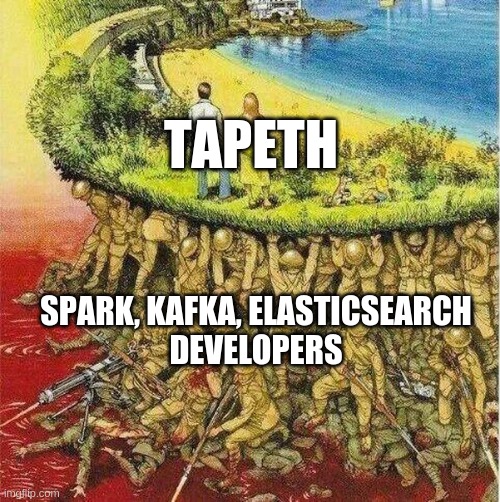 TAPETH
SPARK, KAFKA, ELASTICSEARCH
DEVELOPERS
imgflip.com